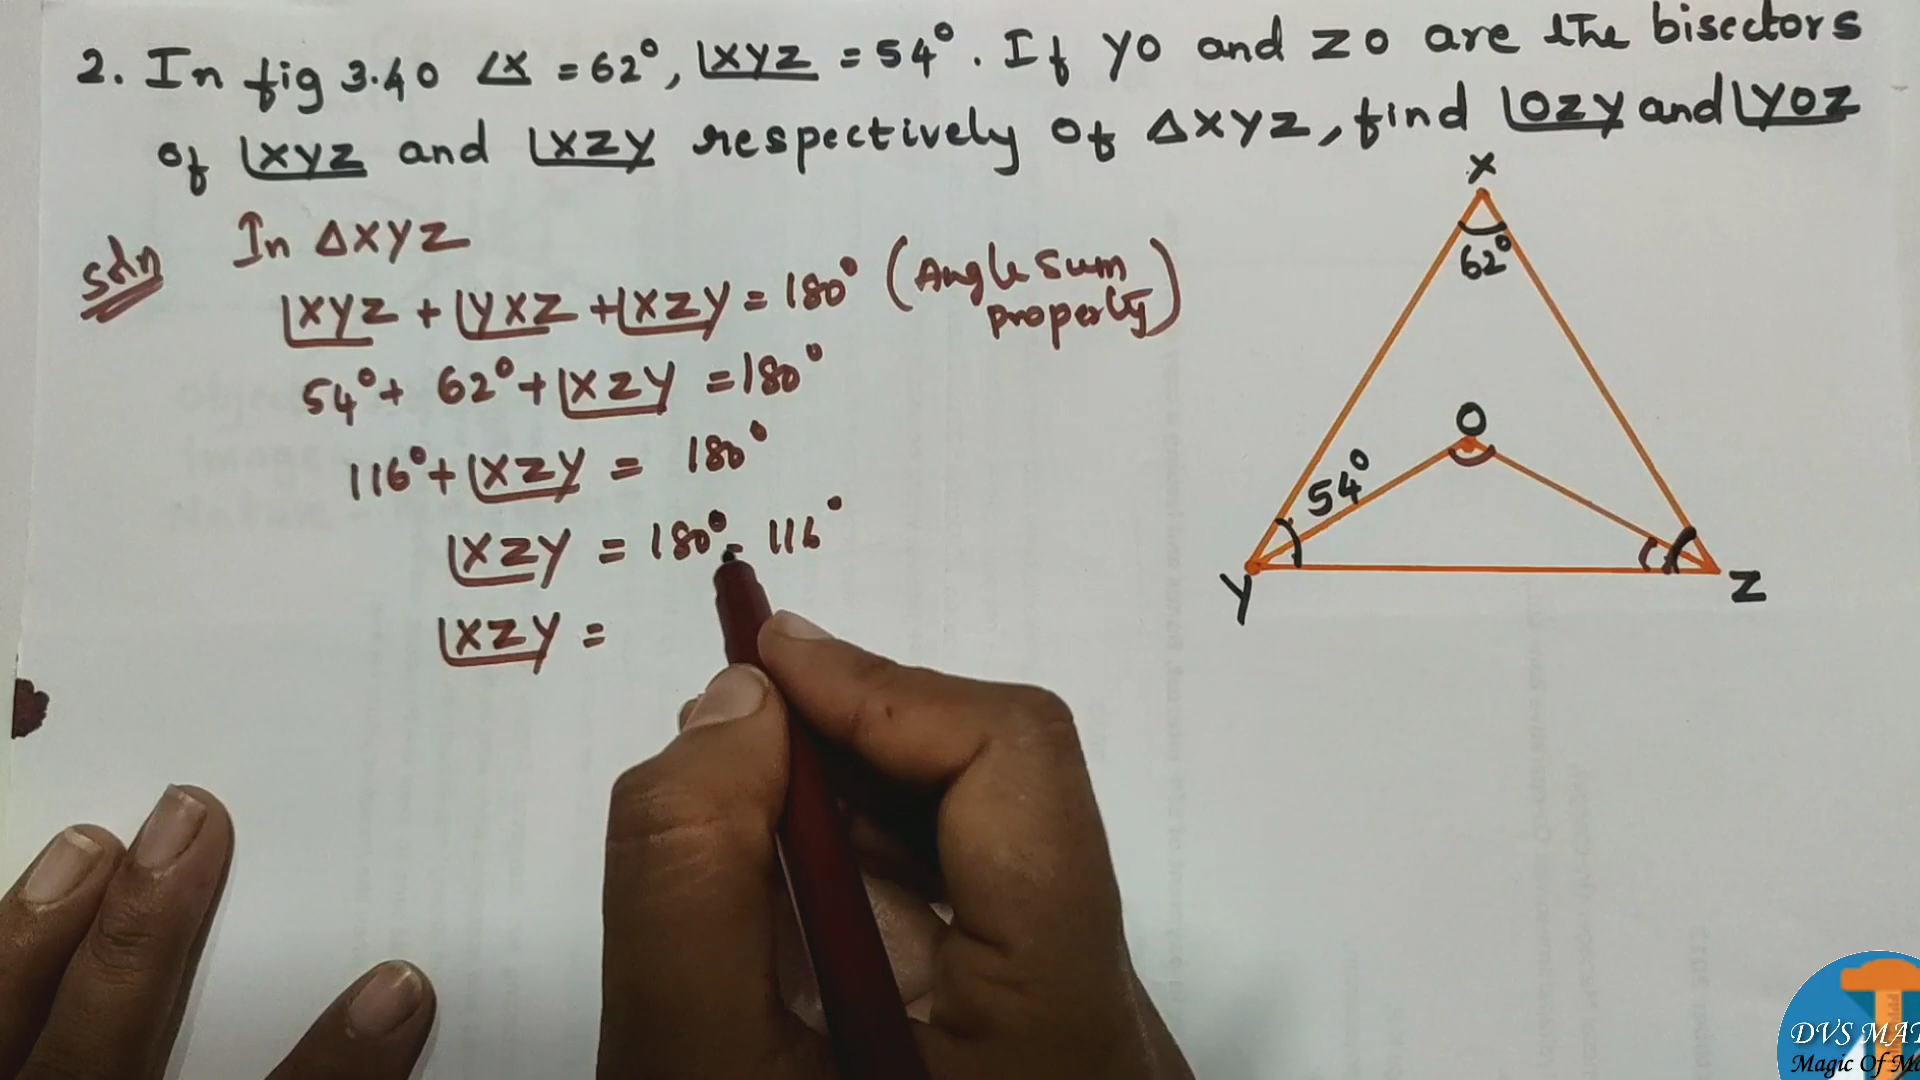 2. In fig 3.40 ∠X = 62°, ∠XYZ = 54°. If YO and ZO are the bisectors
of ∠XYZ and ∠XZY respectively of ΔXYZ, find ∠OZY and ∠YOZ
Soln
In ΔXYZ
∠XYZ + ∠YXZ + ∠XZY = 180° (Angle Sum
property)
54° + 62° + ∠XZY = 180°
116° + ∠XZY = 180°
∠XZY = 180° - 116°
∠XZY =
X
62°
O
54°
Y
Z
DVS
Magic Of